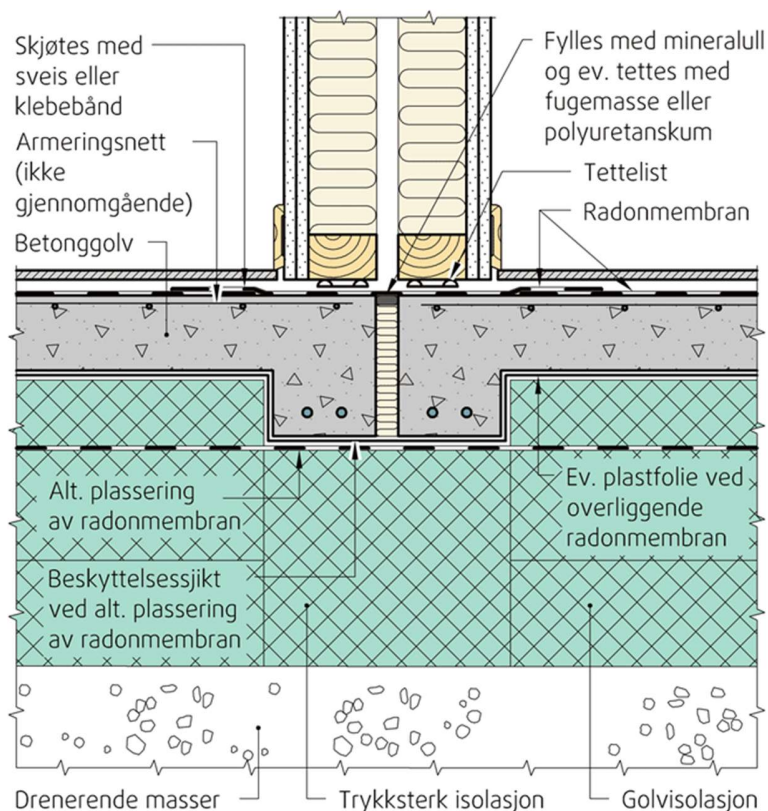 Skjøtes med
sveis eller
klebebånd
Armeringsnett
(ikke
gjennomgående)
Betonggolv
Fylles med mineralull
og ev. tettes med
fugemasse eller
polyuretanskum
Tettelist
Radonmembran
Alt. plassering
av radonmembran
Beskyttelsessjikt
ved alt. plassering
av radonmembran
Ev. plastfolie ved
overliggende
radonmembran
Drenerende masser
Trykksterk isolasjon
Golvisolasjon